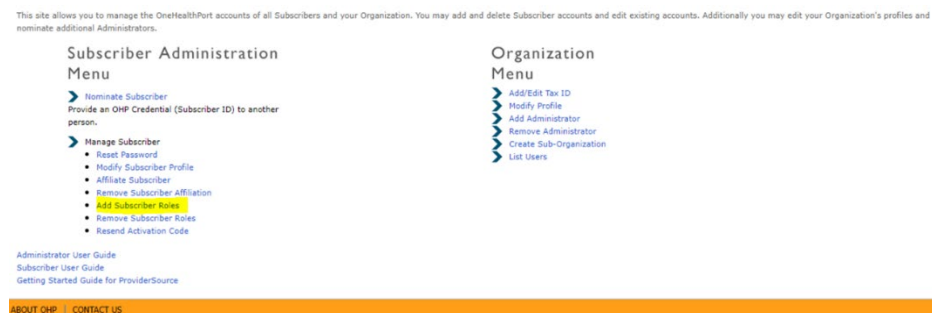 This site allows you to manage the OneHealthPort accounts of all Subscribers and your Organization. You may add and delete Subscriber accounts and edit existing accounts. Additionally you may edit your Organization's profiles and
nominate additional Administrators.
Subscriber Administration
Menu
Nominate Subscriber
Provide an OHP Credential (Subscriber ID) to another
person.
Manage Subscriber
• Reset Password
• Modify Subscriber Profile
• Affiliate Subscriber
• Remove Subscriber Affiliation
• Add Subscriber Roles
• Remove Subscriber Roles
• Resend Activation Code
Organization
Menu
Add/Edit Tax ID
Modify Profile
Add Administrator
Remove Administrator
Create Sub-Organization
List Users
Administrator User Guide
Subscriber User Guide
Getting Started Guide for ProviderSource
ABOUT OHP | CONTACT US